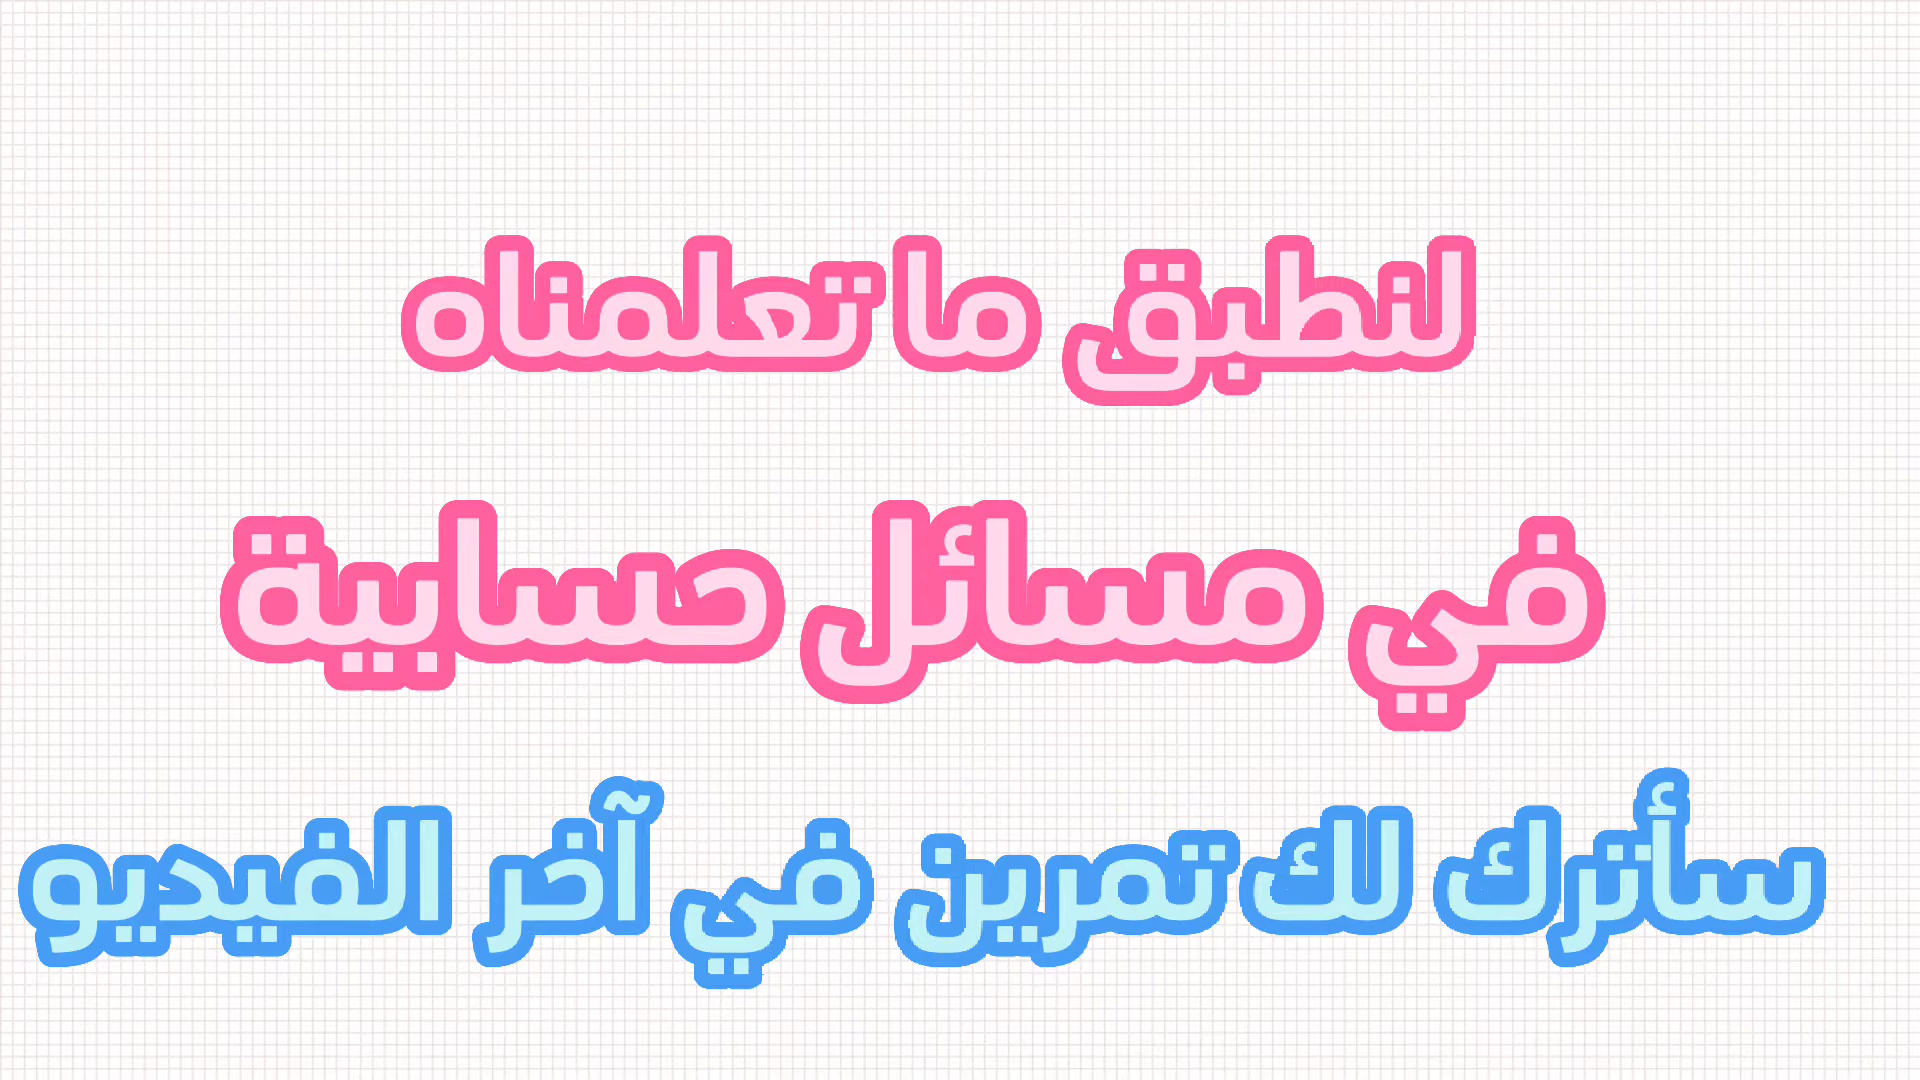 لنطبق ما تعلمناه
في مسائل حسابية
سأترك لك تمرين في آخر الفيديو